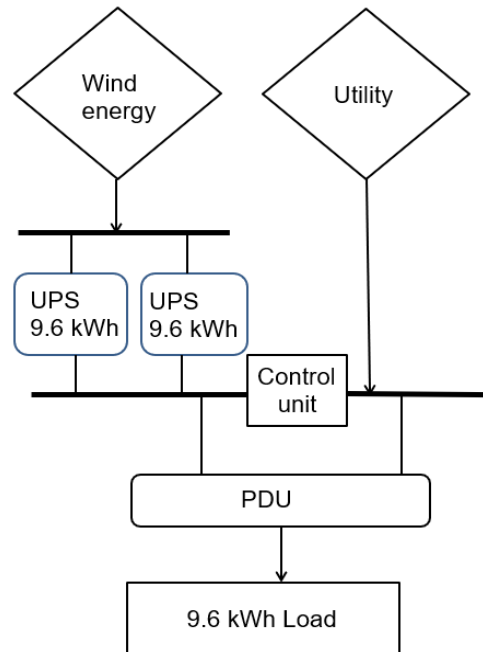 Wind
energy
Utility
UPS
9.6 kWh
UPS
9.6 kWh
Control
unit
PDU
9.6 kWh Load